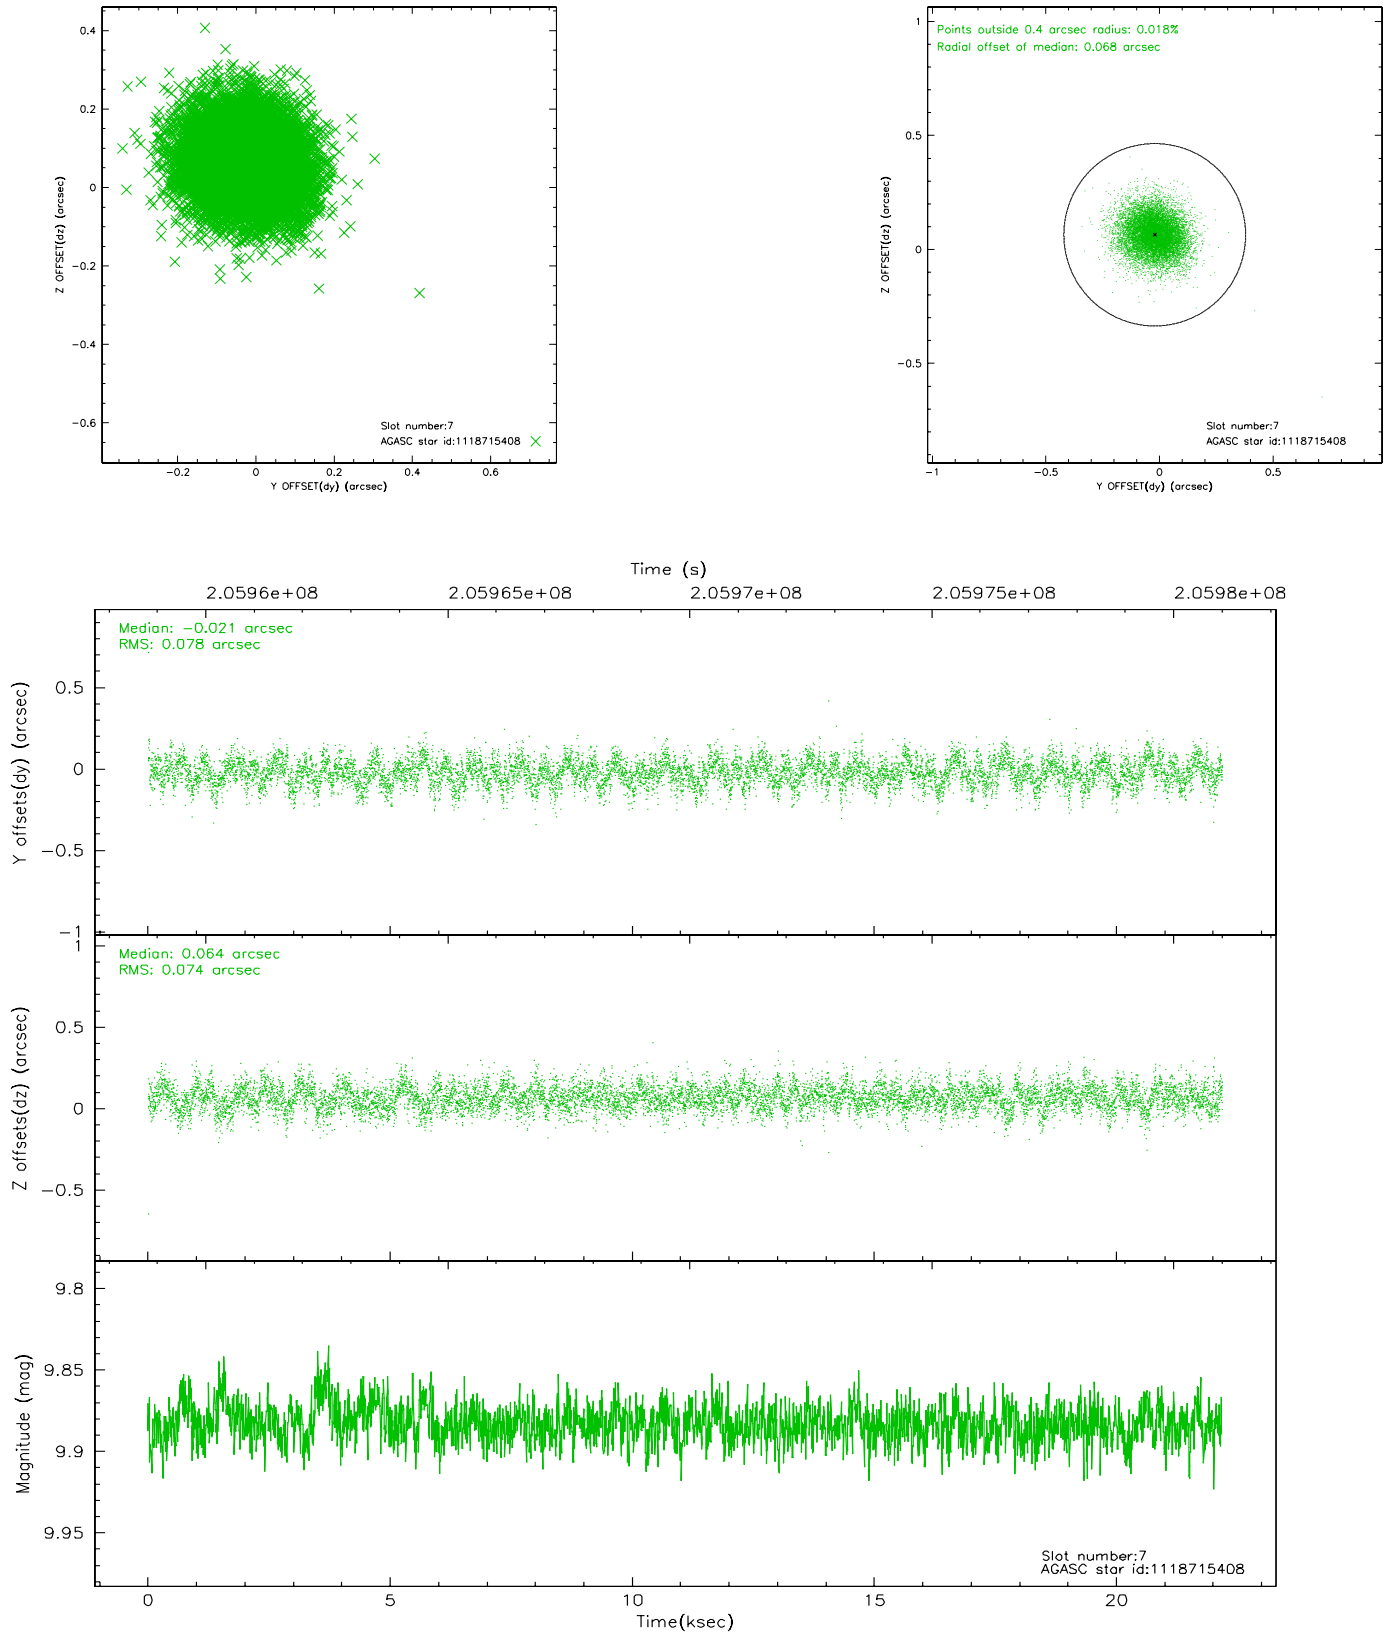 0.4
0.2
0
-0.2
-0.4
-0.6
Z OFFSET(dz) (arcsec)
Slot number:7
AGASC star id:1118715408
-0.2 0 0.2 0.4 0.6
Y OFFSET(dy) (arcsec)
Points outside 0.4 arcsec radius: 0.018%
Radial offset of median: 0.068 arcsec
1
0.5
0
-0.5
Z OFFSET(dz) (arcsec)
Slot number:7
AGASC star id:1118715408
-1 -0.5 0 0.5
Y OFFSET(dy) (arcsec)
Time (s)
2.0596e+08 2.05965e+08 2.0597e+08 2.05975e+08 2.0598e+08
Median: -0.021 arcsec
RMS: 0.078 arcsec
0.5
0
-0.5
-1
Y offsets(dy) (arcsec)
Median: 0.064 arcsec
RMS: 0.074 arcsec
1
0.5
0
-0.5
Z offsets(dz) (arcsec)
9.8
9.85
9.9
9.95
Magnitude (mag)
Slot number:7
AGASC star id:1118715408
0 5 10 15 20
Time(ksec)